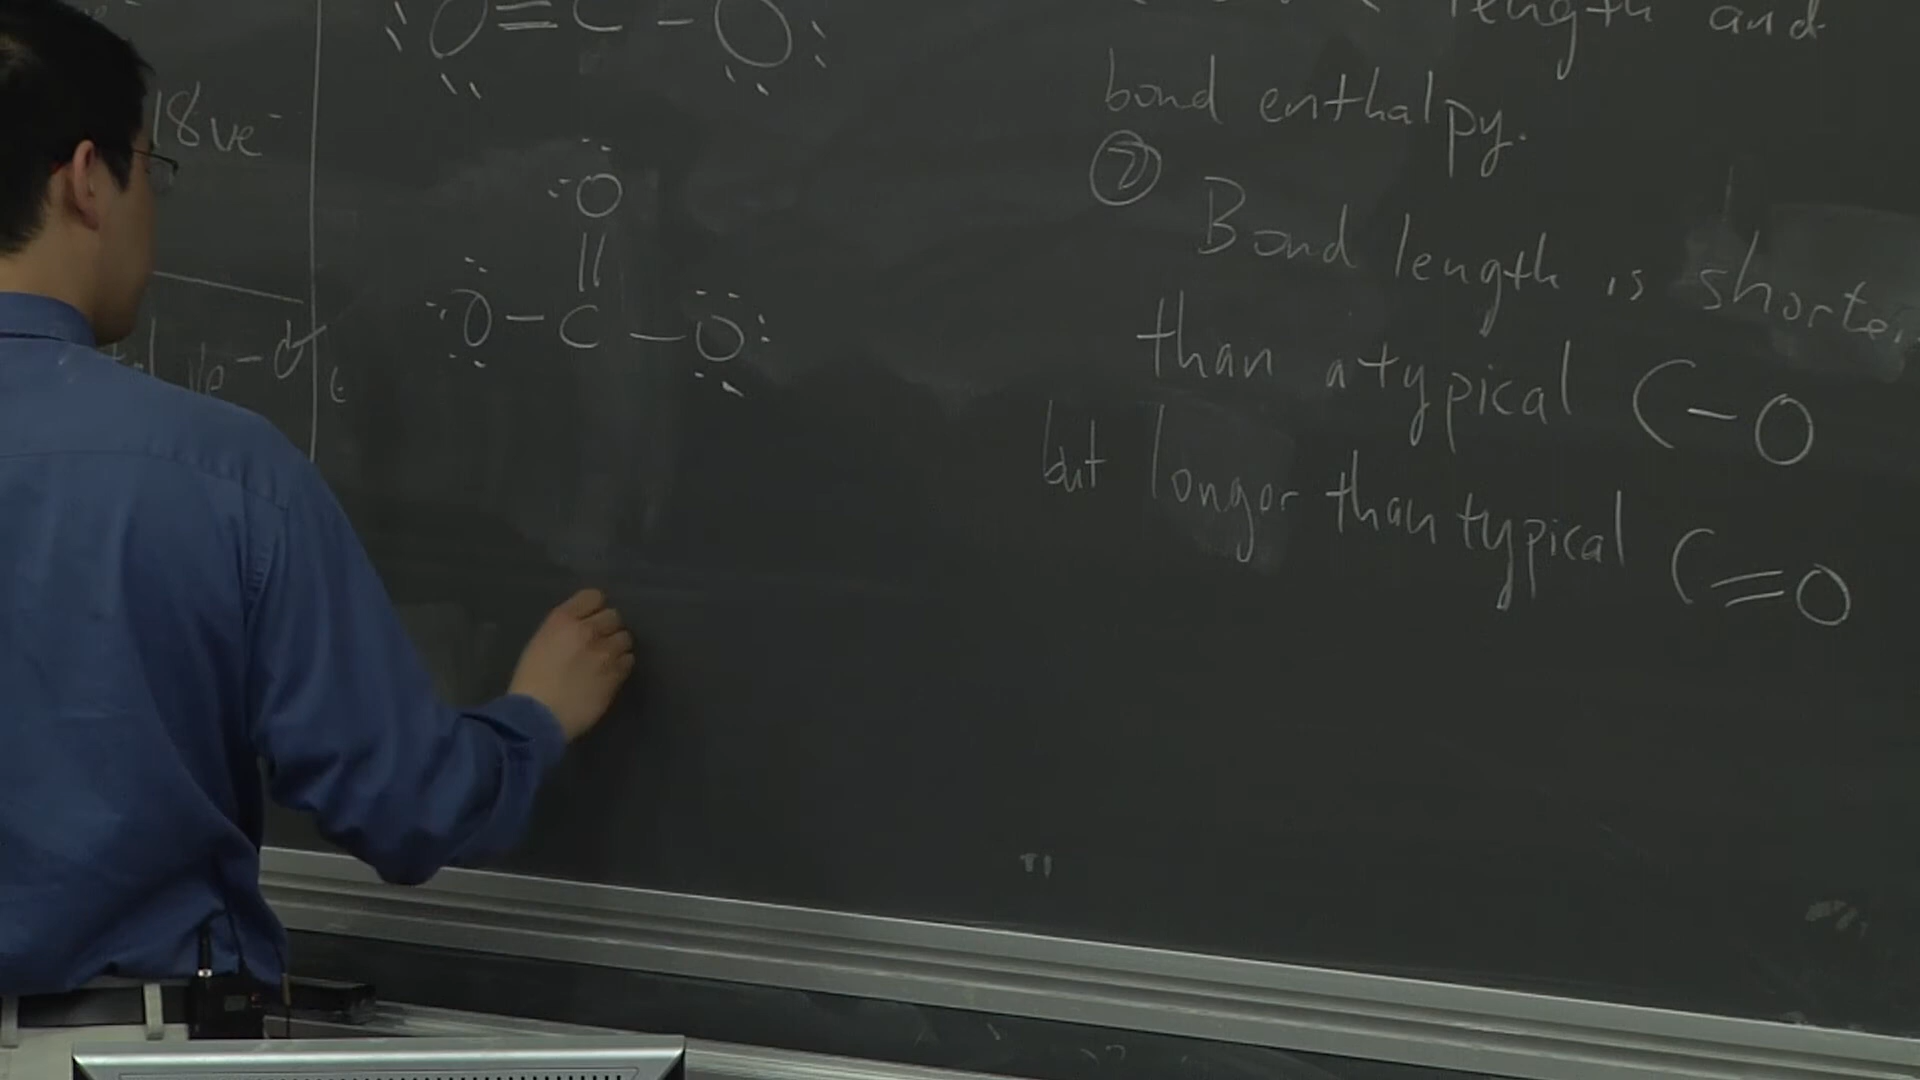 O=C-O
18ve⁻
O
||
O-C-O
length and
bond enthalpy.
② Bond length is shorter
than a typical C-O
but longer than typical C=O